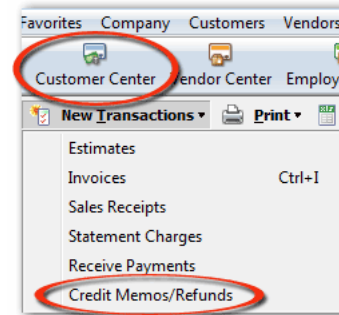 Favorites Company Customers Vendors
Customer Center Vendor Center Employ
New Transactions Print
Estimates
Invoices Ctrl+I
Sales Receipts
Statement Charges
Receive Payments
Credit Memos/Refunds